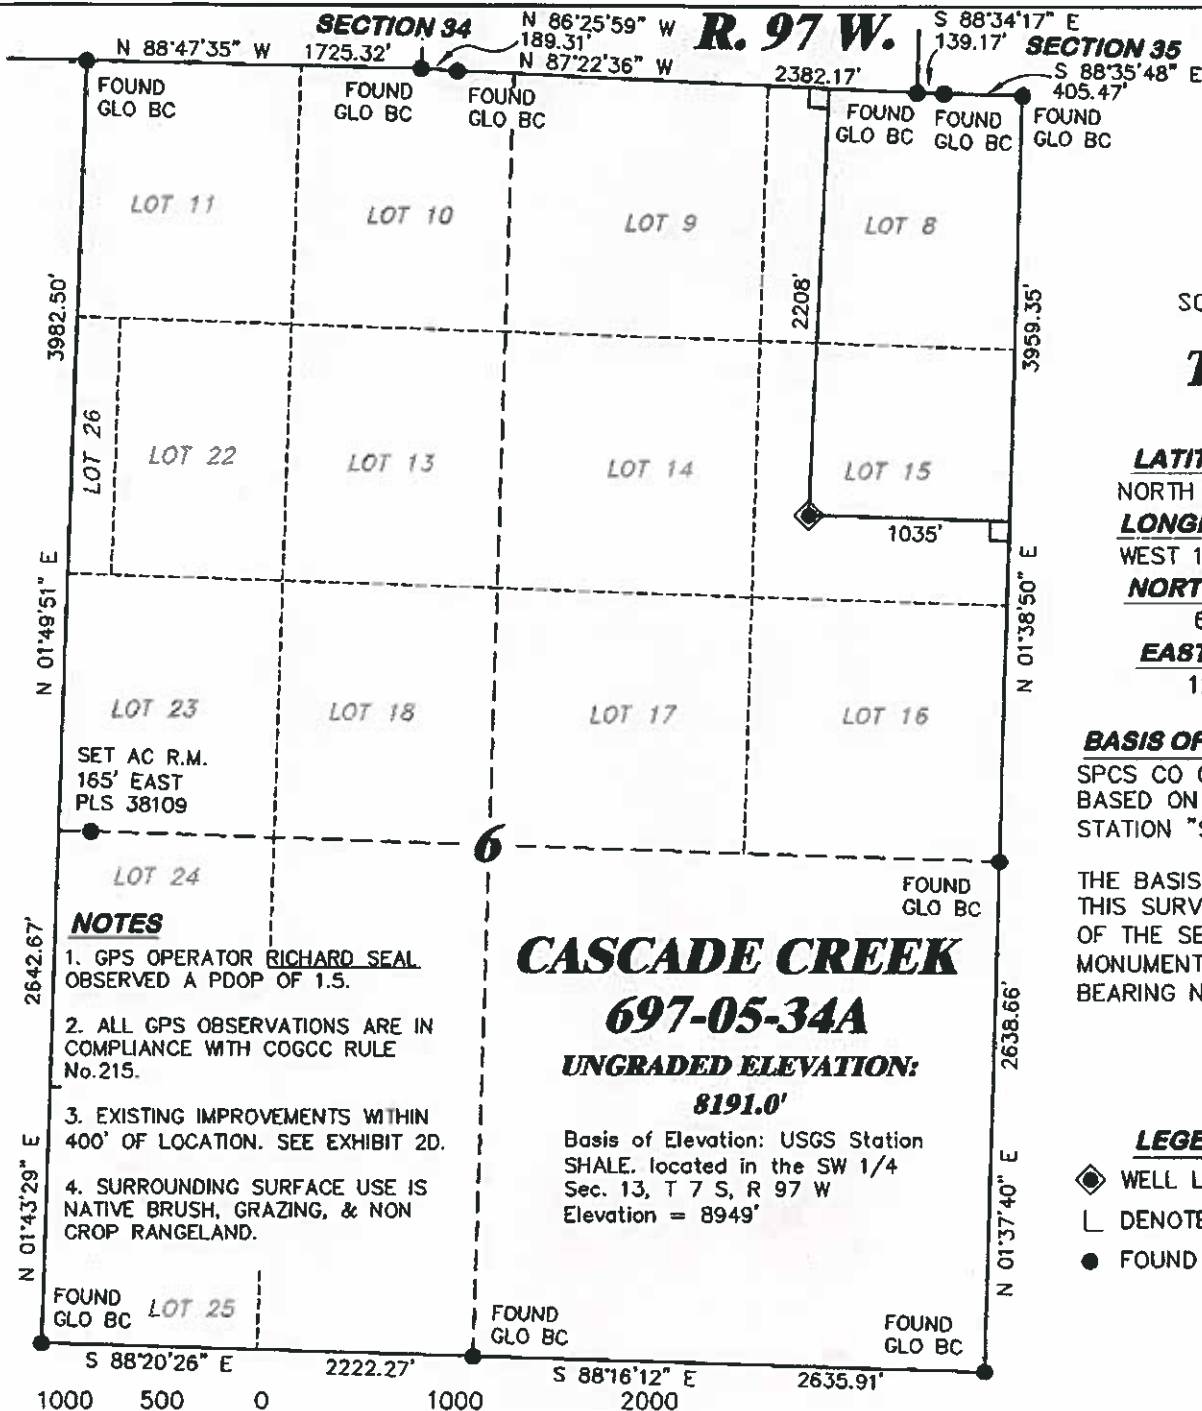 SECTION 34
N 86°25'59" W
189.31'
R. 97 W.
S 88°34'17" E
139.17'
SECTION 35
N 88°47'35" W
1725.32'
N 87°22'36" W
2382.17'
S 88°35'48" E
405.47'
FOUND
GLO BC
FOUND
GLO BC
FOUND
GLO BC
FOUND
GLO BC
FOUND
GLO BC
FOUND
GLO BC
LOT 11
LOT 10
LOT 9
LOT 8
3982.50'
2208'
3959.35'
SC
T
LOT 26
LOT 22
LOT 13
LOT 14
LOT 15
1035'
LATIT
NORTH
LONGI
WEST 1
NORT
6
EAST
1
N 01°49'51" E
N 01°38'50" E
LOT 23
LOT 18
LOT 17
LOT 16
SET AC R.M.
165' EAST
PLS 38109
BASIS OF
SPCS CO C
BASED ON
STATION "S
6
LOT 24
FOUND
GLO BC
THE BASIS
THIS SURV
OF THE SE
MONUMENT
BEARING N
NOTES
1. GPS OPERATOR RICHARD SEAL
OBSERVED A PDOP OF 1.5.
2. ALL GPS OBSERVATIONS ARE IN
COMPLIANCE WITH COGCC RULE
No.215.
3. EXISTING IMPROVEMENTS WITHIN
400' OF LOCATION. SEE EXHIBIT 2D.
4. SURROUNDING SURFACE USE IS
NATIVE BRUSH, GRAZING, & NON
CROP RANGELAND.
2642.67'
N 01°43'29" E
CASCADE CREEK
697-05-34A
UNGRADED ELEVATION:
8191.0'
Basis of Elevation: USGS Station
SHALE. located in the SW 1/4
Sec. 13, T 7 S, R 97 W
Elevation = 8949'
2638.66'
N 01°37'40" E
LEGE
WELL L
DENOTE
FOUND
FOUND
GLO BC
LOT 25
FOUND
GLO BC
FOUND
GLO BC
S 88°20'26" E
2222.27'
S 88°16'12" E
2635.91'
1000 500 0 1000 2000